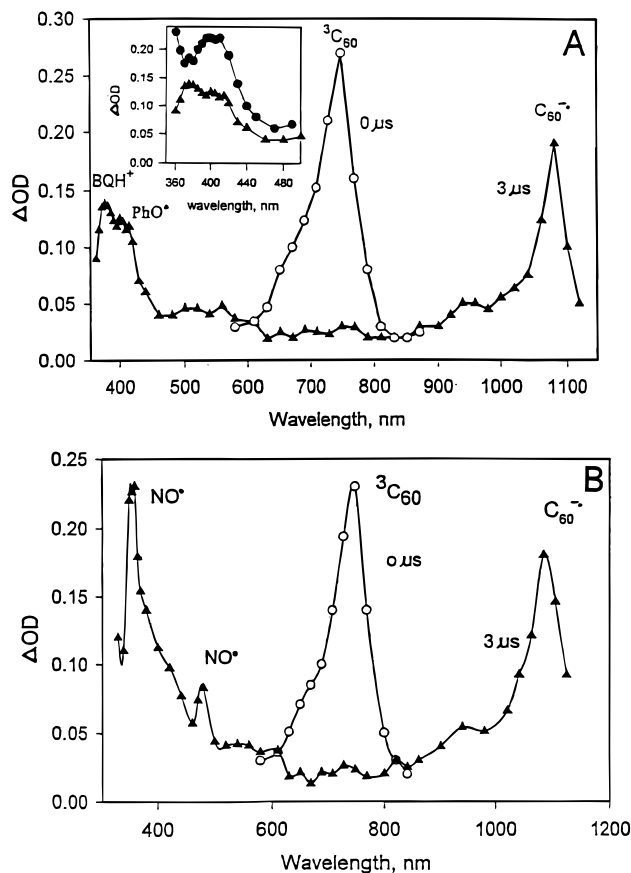 A
0.30
0.25
0.20
0.15
0.10
0.05
0.00
ΔOD
0.20
0.15
0.10
0.05
0.00
ΔOD
360 400 440 480
wavelength, nm
³C₆₀
0 µs
C₆₀⁻•
3 µs
BQH⁺
PhO•
400 500 600 700 800 900 1000 1100
Wavelength, nm
B
0.25
0.20
0.15
0.10
0.05
0.00
ΔOD
NO•
NO•
³C₆₀
0 µs
C₆₀⁻•
3 µs
400 600 800 1000 1200
Wavelength, nm